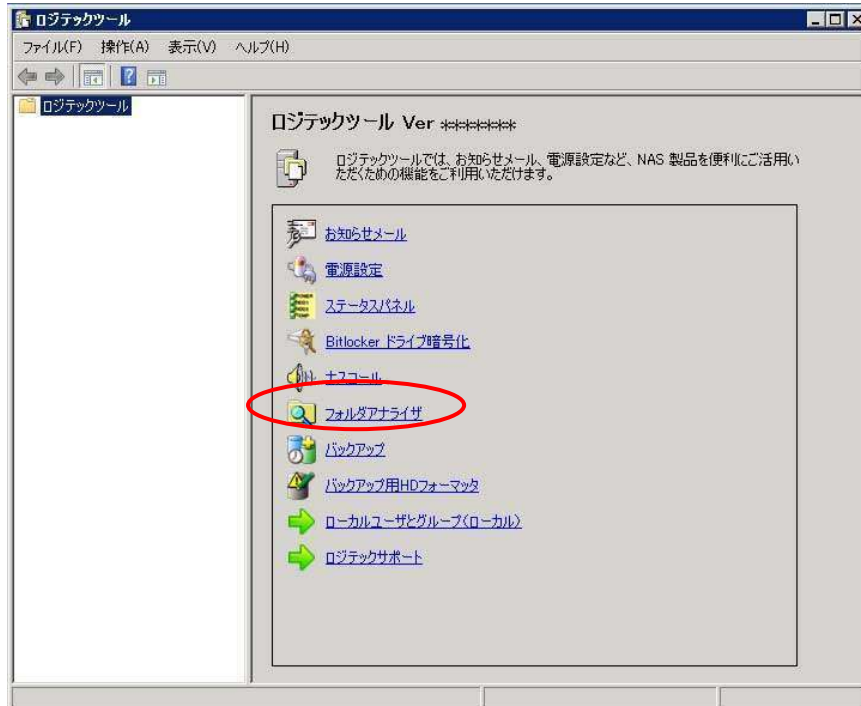 ロジテックツール
ファイル(F) 操作(A) 表示(V) ヘルプ(H)
ロジテックツール
ロジテックツール Ver ********
ロジテックツールでは、お知らせメール、電源設定など、NAS 製品を便利にご活用い
ただくための機能をご利用いただけます。
お知らせメール
電源設定
ステータスパネル
Bitlocker ドライブ暗号化
ナスコール
フォルダアナライザ
バックアップ
バックアップ用HDフォーマッタ
ローカルユーザとグループ(ローカル)
ロジテックサポート